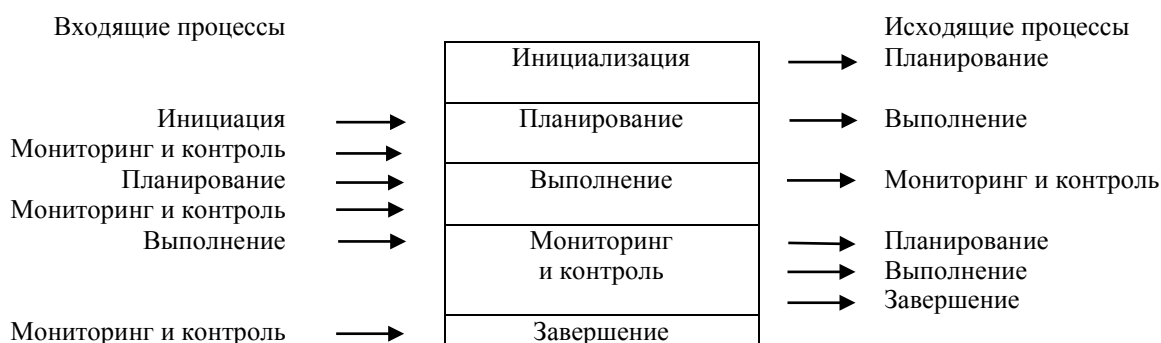 Входящие процессы Исходящие процессы
Инициализация Планирование
Инициация Планирование Выполнение
Мониторинг и контроль
Планирование Выполнение Мониторинг и контроль
Мониторинг и контроль
Выполнение Мониторинг Планирование
и контроль Выполнение
Завершение
Мониторинг и контроль Завершение